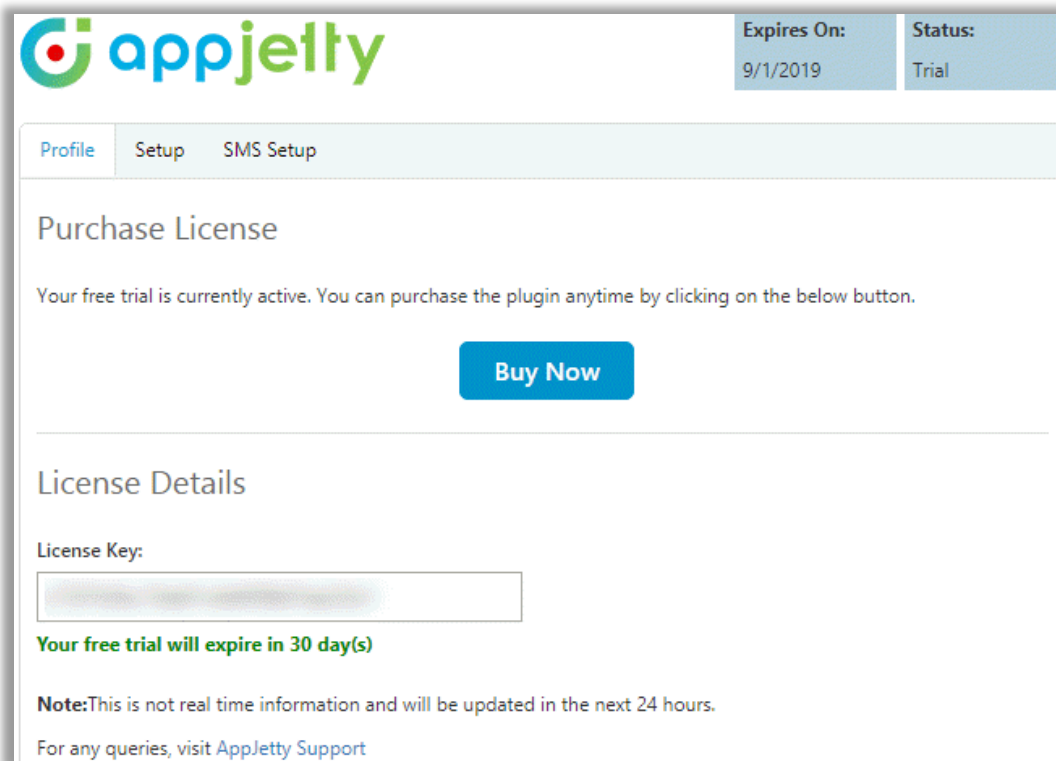 appjetty
Expires On:
9/1/2019
Status:
Trial
Profile Setup SMS Setup
Purchase License
Your free trial is currently active. You can purchase the plugin anytime by clicking on the below button.
Buy Now
License Details
License Key:
Your free trial will expire in 30 day(s)
Note:This is not real time information and will be updated in the next 24 hours.
For any queries, visit AppJetty Support